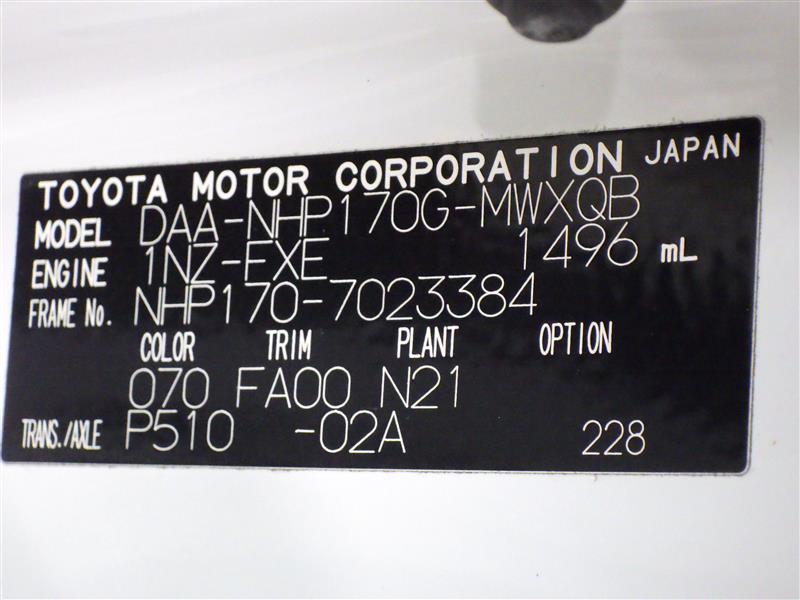 TOYOTA MOTOR CORPORATION JAPAN
MODEL DAA-NHP170G-MWXQB
ENGINE 1NZ-FXE 1496 mL
FRAME No. NHP170-7023384
COLOR TRIM PLANT OPTION
070 FA00 N21
TRANS./AXLE P510 -02A 228